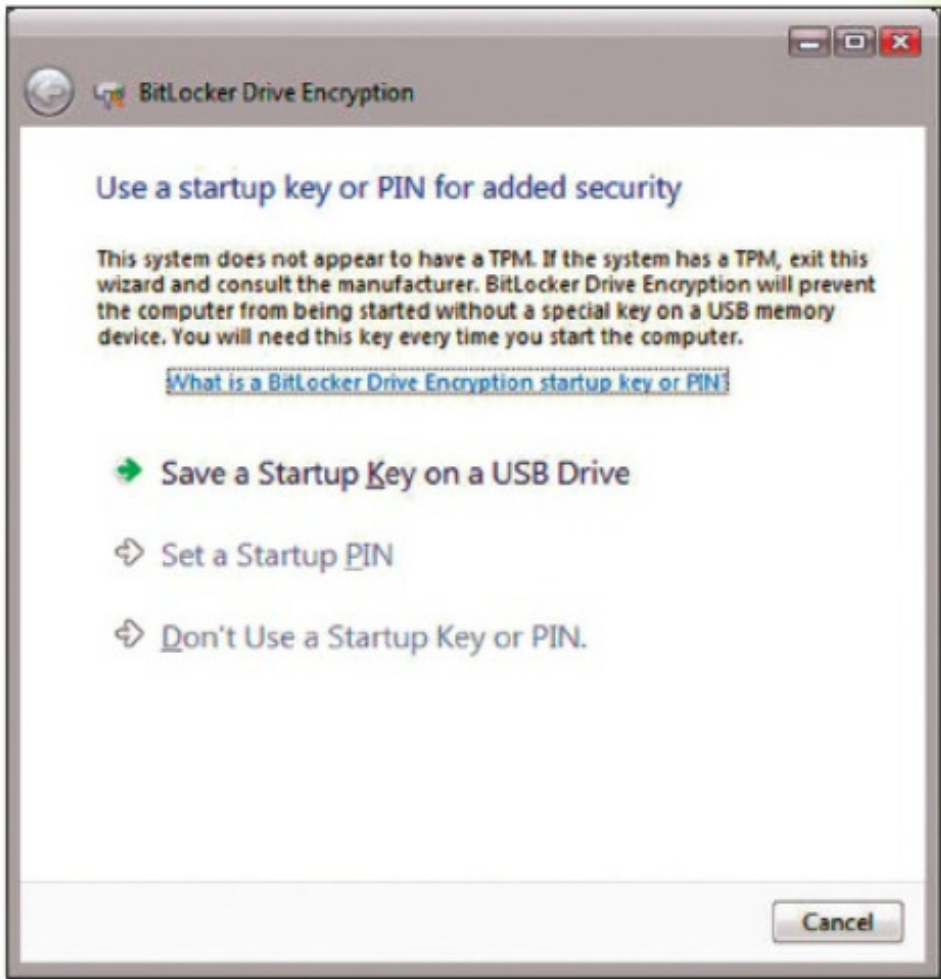 BitLocker Drive Encryption
Use a startup key or PIN for added security
This system does not appear to have a TPM. If the system has a TPM, exit this
wizard and consult the manufacturer. BitLocker Drive Encryption will prevent
the computer from being started without a special key on a USB memory
device. You will need this key every time you start the computer.
What is a BitLocker Drive Encryption startup key or PIN?
Save a Startup Key on a USB Drive
Set a Startup PIN
Don't Use a Startup Key or PIN.
Cancel